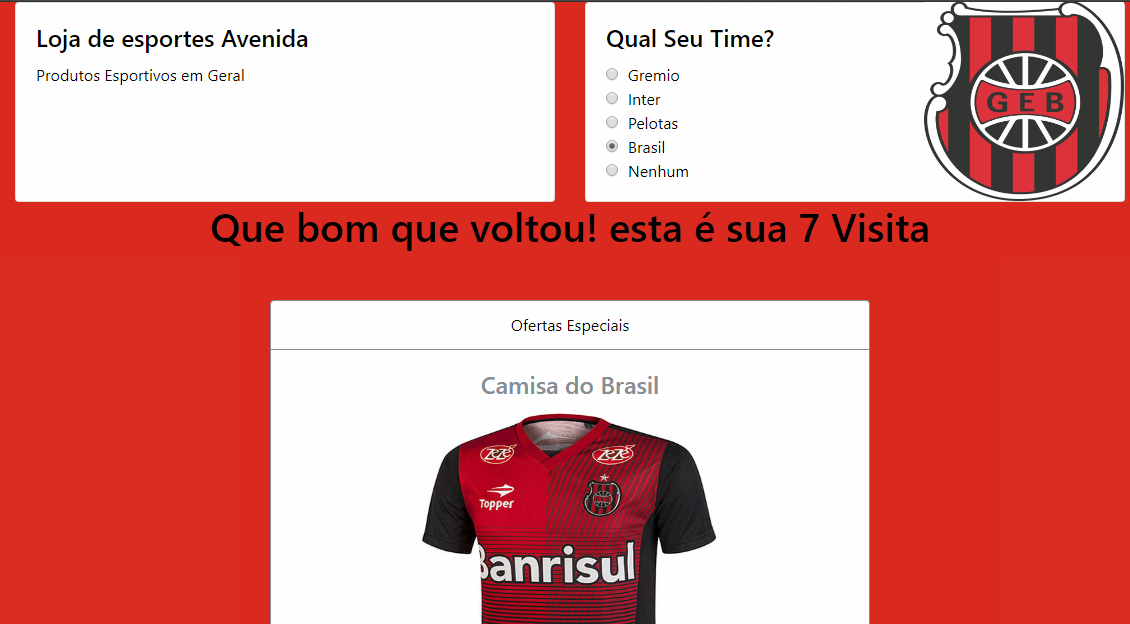 Loja de esportes Avenida
Produtos Esportivos em Geral
Qual Seu Time?
Gremio
Inter
Pelotas
Brasil
Nenhum
G E B
Que bom que voltou! esta é sua 7 Visita
Ofertas Especiais
Camisa do Brasil
Topper
Banrisul